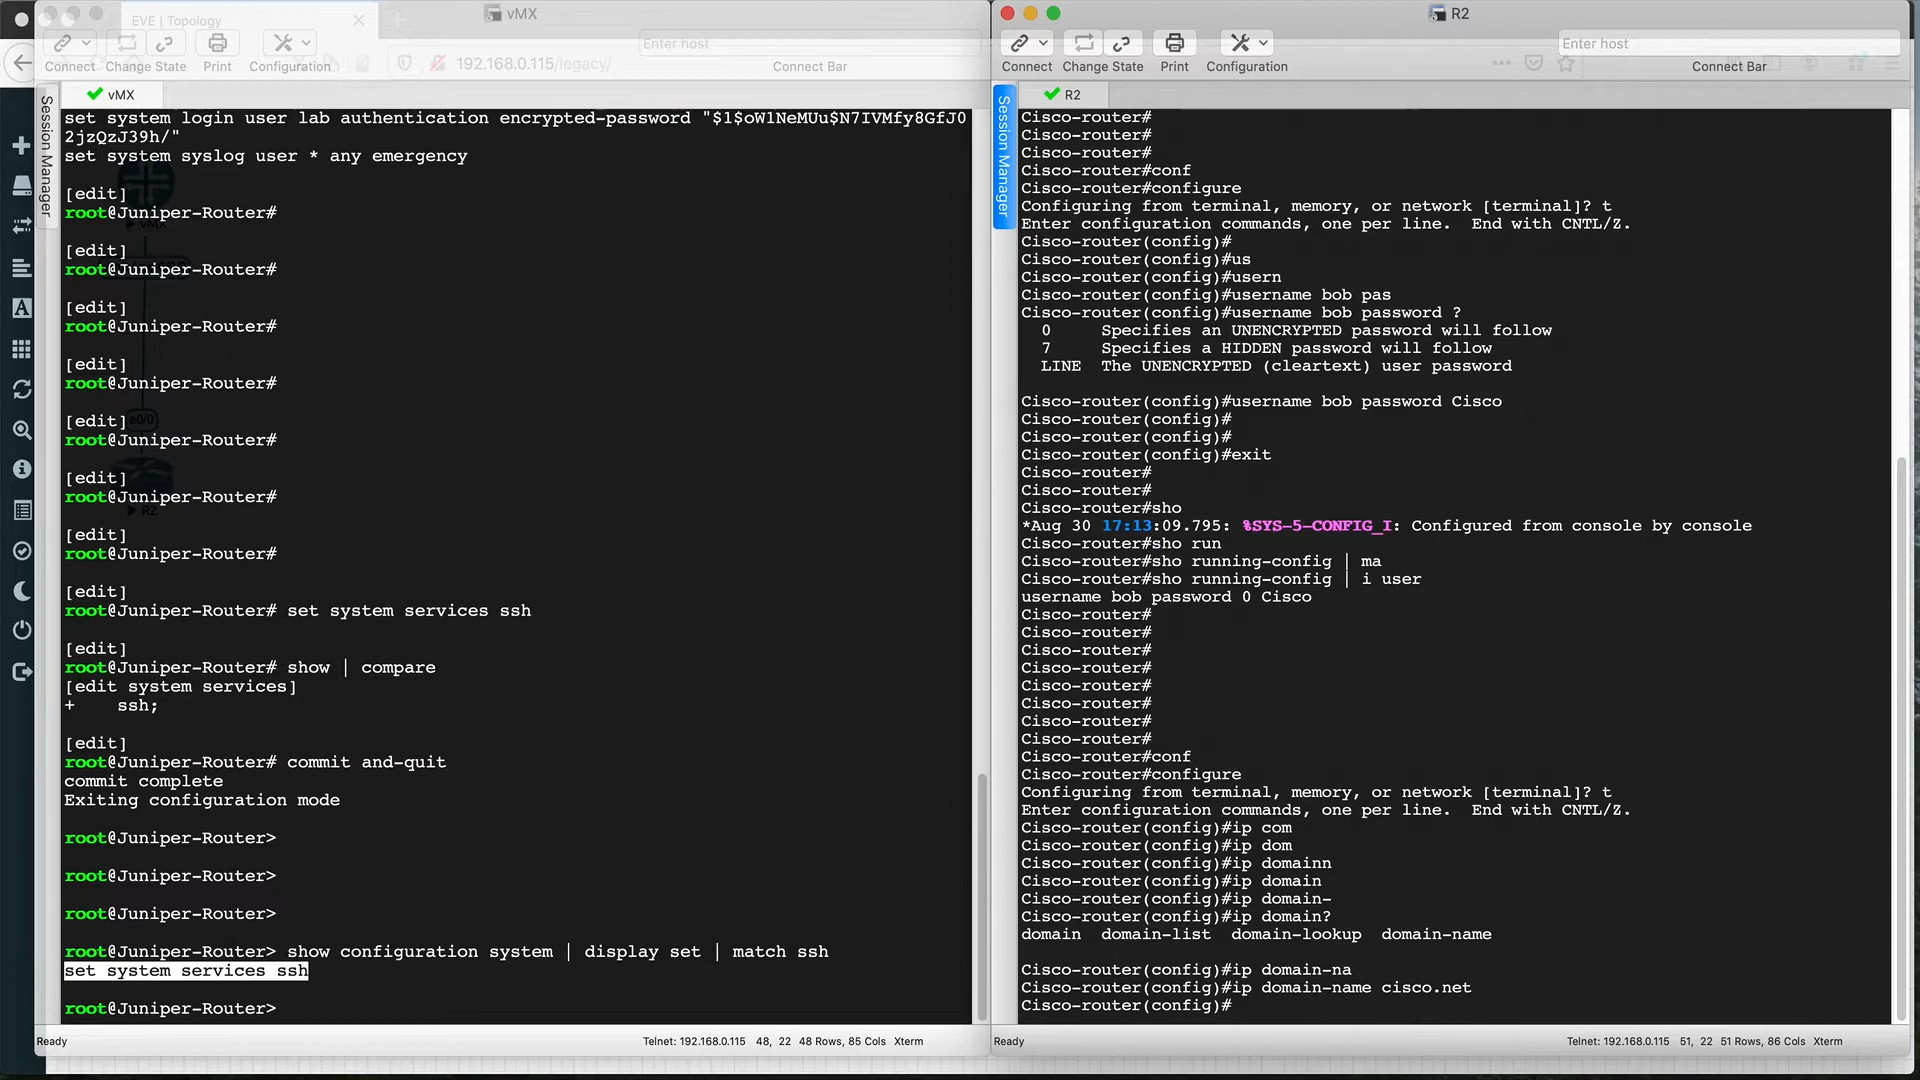 EVE | Topology
vMX
R2
Enter host
Enter host
Connect Change State Print Configuration
192.168.0.115/legacy/
Connect Bar
Connect Change State Print Configuration
Connect Bar
Session Manager
vMX
set system login user lab authentication encrypted-password "$1$oW1NeMUu$N7IVMfy8GfJ0
2jzQzJ39h/"
set system syslog user * any emergency
[edit]
root@Juniper-Router#
[edit]
root@Juniper-Router#
[edit]
root@Juniper-Router#
[edit]
root@Juniper-Router#
[edit]
root@Juniper-Router#
[edit]
root@Juniper-Router#
[edit]
root@Juniper-Router#
[edit]
root@Juniper-Router# set system services ssh
[edit]
root@Juniper-Router# show | compare
[edit system services]
+    ssh;
[edit]
root@Juniper-Router# commit and-quit
commit complete
Exiting configuration mode
root@Juniper-Router>
root@Juniper-Router>
root@Juniper-Router>
root@Juniper-Router> show configuration system | display set | match ssh
set system services ssh
root@Juniper-Router>
vMX
e0/0
R2
Ready
Telnet: 192.168.0.115 48, 22 48 Rows, 85 Cols Xterm
Session Manager
R2
Cisco-router#
Cisco-router#
Cisco-router#
Cisco-router#conf
Cisco-router#configure
Configuring from terminal, memory, or network [terminal]? t
Enter configuration commands, one per line.  End with CNTL/Z.
Cisco-router(config)#
Cisco-router(config)#us
Cisco-router(config)#usern
Cisco-router(config)#username bob pas
Cisco-router(config)#username bob password ?
0     Specifies an UNENCRYPTED password will follow
7     Specifies a HIDDEN password will follow
LINE  The UNENCRYPTED (cleartext) user password
Cisco-router(config)#username bob password Cisco
Cisco-router(config)#
Cisco-router(config)#
Cisco-router(config)#exit
Cisco-router#
Cisco-router#
Cisco-router#sho
*Aug 30 17:13:09.795: %SYS-5-CONFIG_I: Configured from console by console
Cisco-router#sho run
Cisco-router#sho running-config | ma
Cisco-router#sho running-config | i user
username bob password 0 Cisco
Cisco-router#
Cisco-router#
Cisco-router#
Cisco-router#
Cisco-router#
Cisco-router#
Cisco-router#
Cisco-router#
Cisco-router#conf
Cisco-router#configure
Configuring from terminal, memory, or network [terminal]? t
Enter configuration commands, one per line.  End with CNTL/Z.
Cisco-router(config)#ip com
Cisco-router(config)#ip dom
Cisco-router(config)#ip domainn
Cisco-router(config)#ip domain
Cisco-router(config)#ip domain-
Cisco-router(config)#ip domain?
domain  domain-list  domain-lookup  domain-name
Cisco-router(config)#ip domain-na
Cisco-router(config)#ip domain-name cisco.net
Cisco-router(config)#
Ready
Telnet: 192.168.0.115 51, 22 51 Rows, 86 Cols Xterm